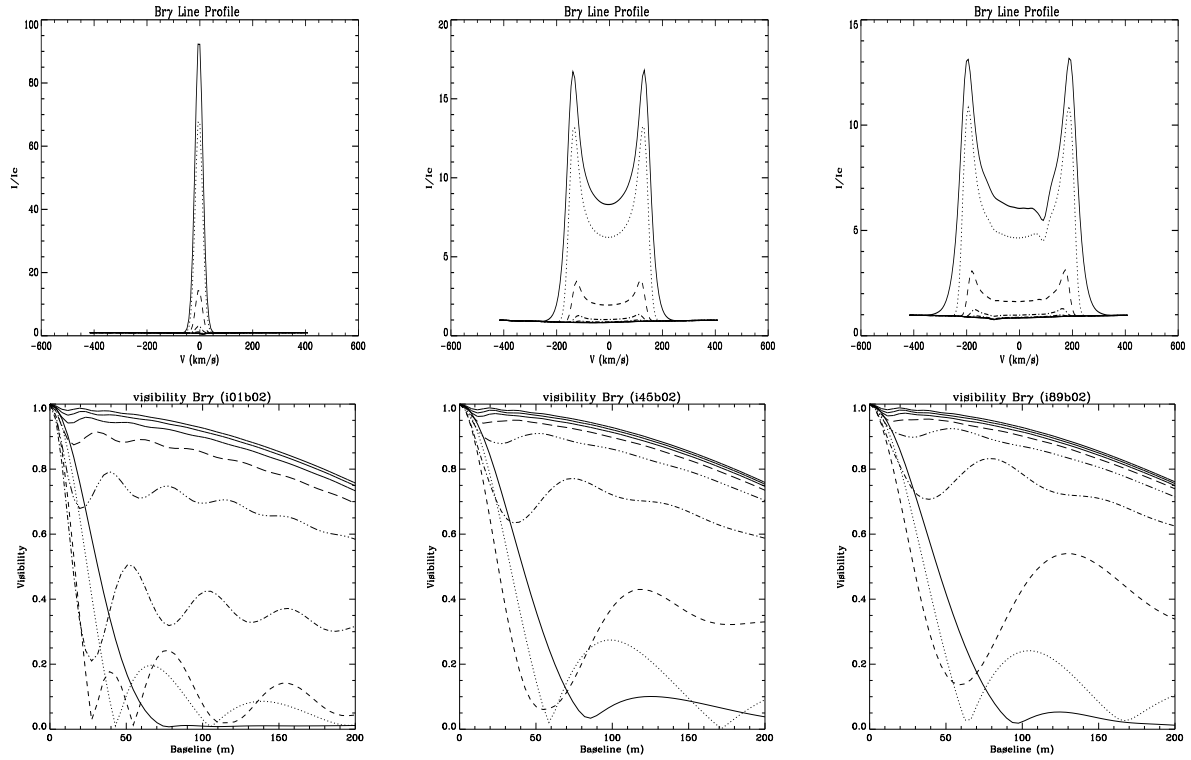 Brγ Line Profile
100
80
60
40
20
0
I/Ic
-600 -400 -200 0 200 400 600
V (km/s)
Brγ Line Profile
20
15
10
5
0
I/Ic
-600 -400 -200 0 200 400 600
V (km/s)
Brγ Line Profile
15
10
5
0
I/Ic
-600 -400 -200 0 200 400 600
V (km/s)
visibility Brγ (i01b02)
1.0
0.8
0.6
0.4
0.2
0.0
Visibility
0 50 100 150 200
Baseline (m)
visibility Brγ (i45b02)
1.0
0.8
0.6
0.4
0.2
0.0
Visibility
0 50 100 150 200
Baseline (m)
visibility Brγ (i89b02)
1.0
0.8
0.6
0.4
0.2
0.0
Visibility
0 50 100 150 200
Baseline (m)